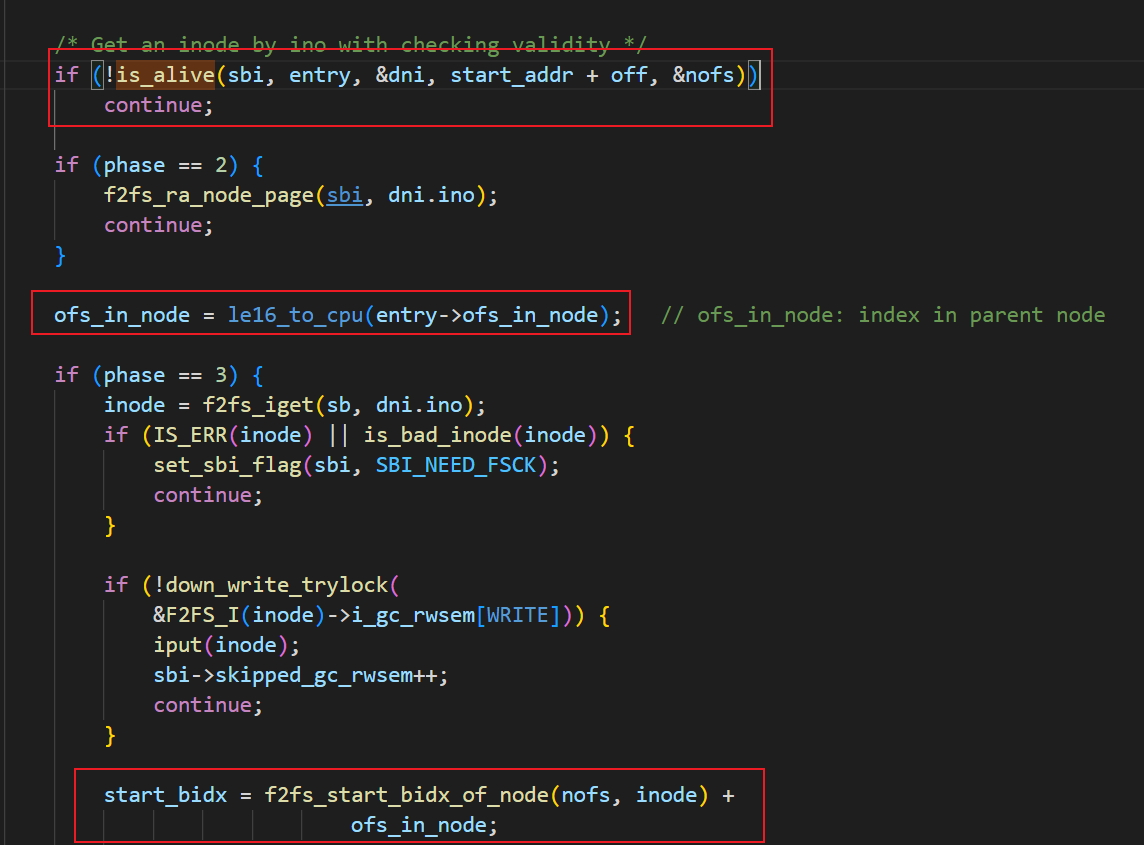 /* Get an inode by ino with checking validity */
if (!is_alive(sbi, entry, &dni, start_addr + off, &nofs))
continue;
if (phase == 2) {
f2fs_ra_node_page(sbi, dni.ino);
continue;
}
ofs_in_node = le16_to_cpu(entry->ofs_in_node); // ofs_in_node: index in parent node
if (phase == 3) {
inode = f2fs_iget(sb, dni.ino);
if (IS_ERR(inode) || is_bad_inode(inode)) {
set_sbi_flag(sbi, SBI_NEED_FSCK);
continue;
}
if (!down_write_trylock(
&F2FS_I(inode)->i_gc_rwsem[WRITE])) {
iput(inode);
sbi->skipped_gc_rwsem++;
continue;
}
start_bidx = f2fs_start_bidx_of_node(nofs, inode) +
ofs_in_node;